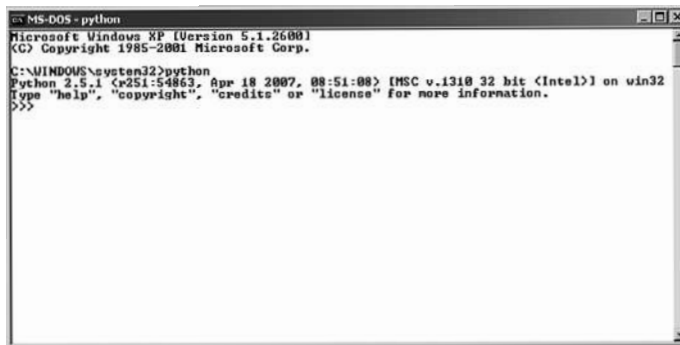 MS-DOS - python
Microsoft Windows XP [Version 5.1.2600]
(C) Copyright 1985-2001 Microsoft Corp.
C:\WINDOWS\system32>python
Python 2.5.1 (r251:54863, Apr 18 2007, 08:51:08) [MSC v.1310 32 bit (Intel)] on win32
Type "help", "copyright", "credits" or "license" for more information.
>>>